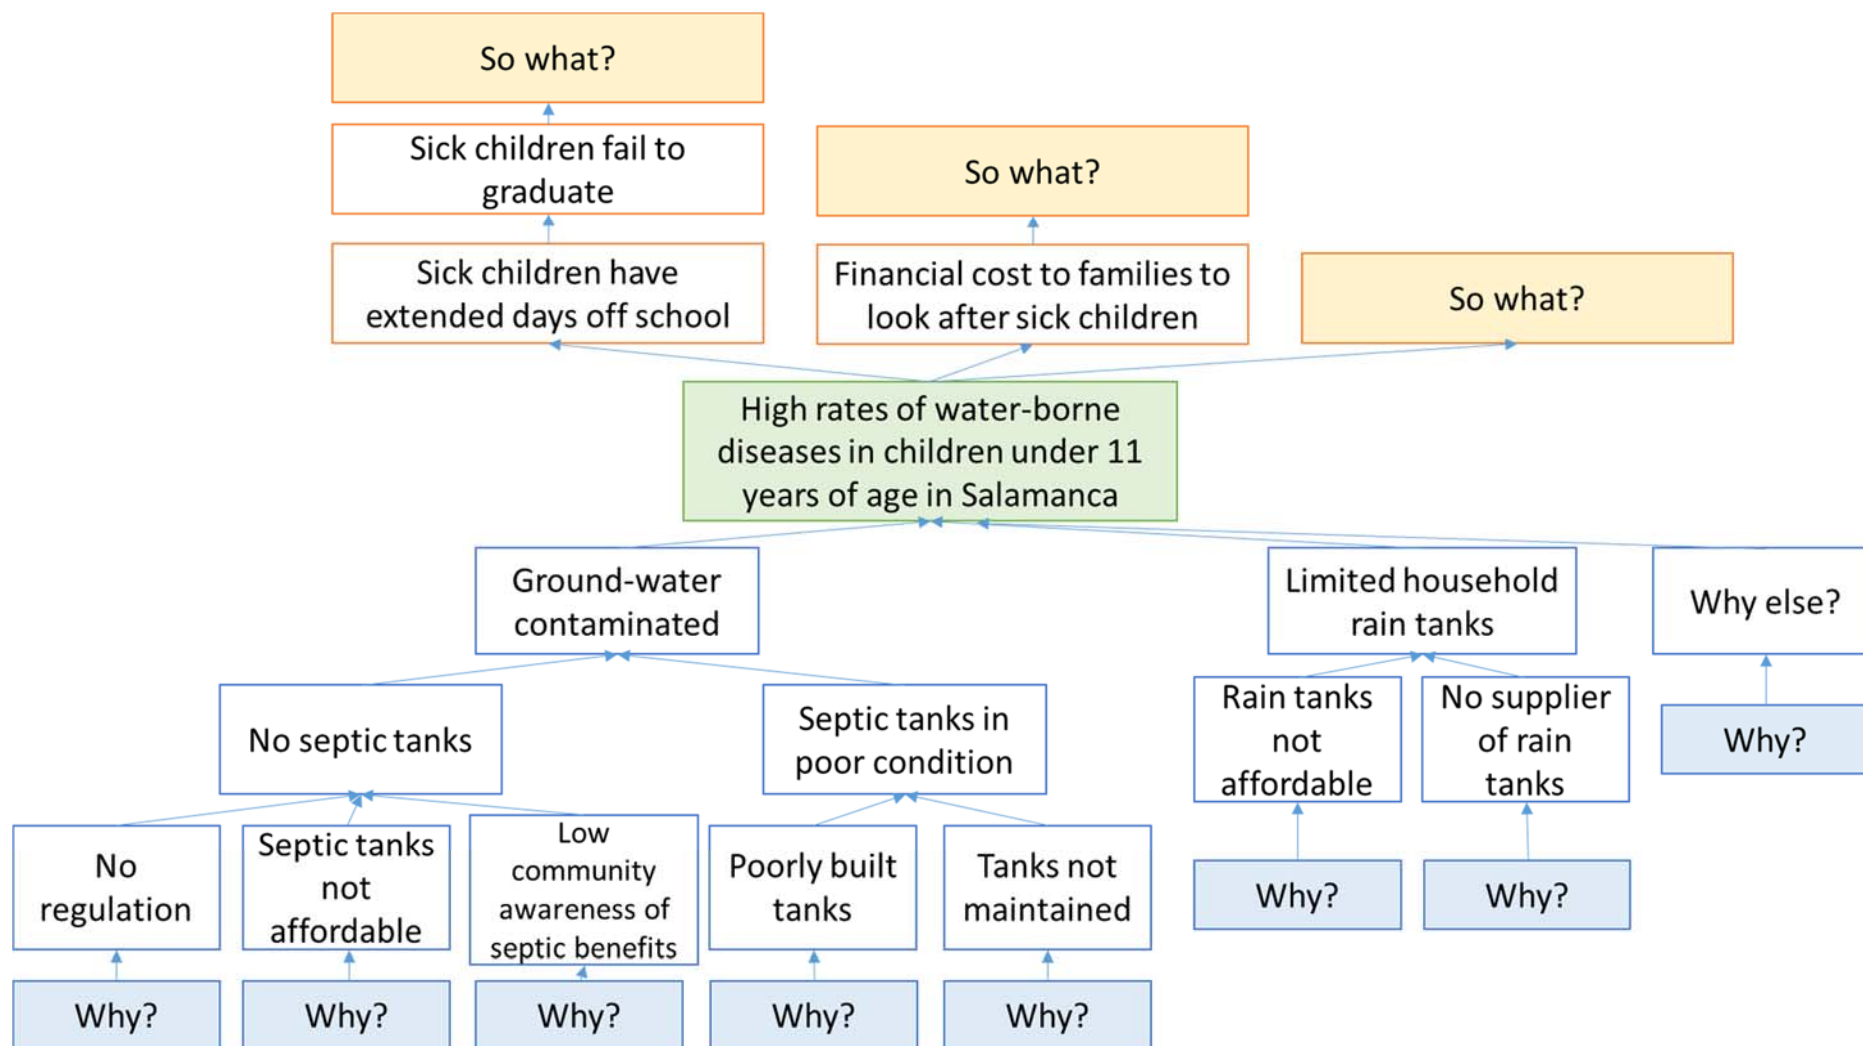 So what?
Sick children fail to
graduate
So what?
Sick children have
extended days off school
Financial cost to families to
look after sick children
So what?
High rates of water-borne
diseases in children under 11
years of age in Salamanca
Ground-water
contaminated
Limited household
rain tanks
Why else?
No septic tanks
Septic tanks in
poor condition
Rain tanks
not
affordable
No supplier
of rain
tanks
Why?
No
regulation
Septic tanks
not
affordable
Low
community
awareness of
septic benefits
Poorly built
tanks
Tanks not
maintained
Why?
Why?
Why?
Why?
Why?
Why?
Why?